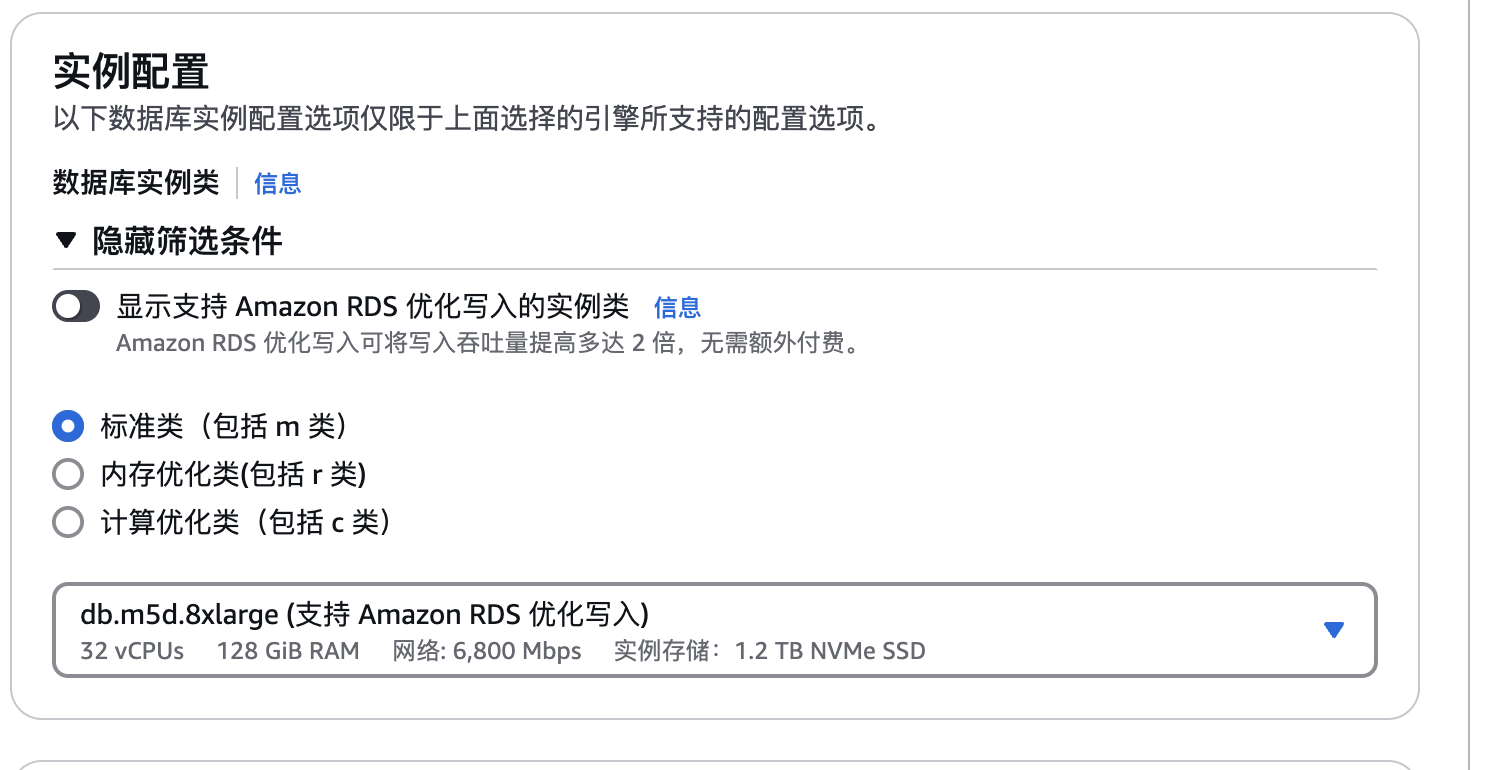 实例配置
以下数据库实例配置选项仅限于上面选择的引擎所支持的配置选项。
数据库实例类 信息
隐藏筛选条件
显示支持 Amazon RDS 优化写入的实例类 信息
Amazon RDS 优化写入可将写入吞吐量提高多达 2 倍，无需额外付费。
标准类（包括 m 类）
内存优化类(包括 r 类)
计算优化类（包括 c 类）
db.m5d.8xlarge (支持 Amazon RDS 优化写入)
32 vCPUs 128 GiB RAM 网络: 6,800 Mbps 实例存储：1.2 TB NVMe SSD